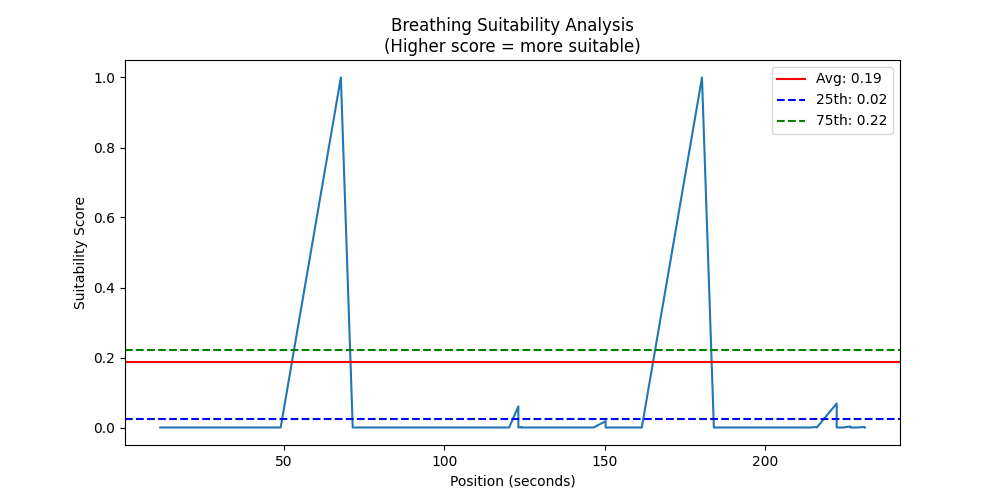 Breathing Suitability Analysis
(Higher score = more suitable)
Avg: 0.19
25th: 0.02
75th: 0.22
1.0
0.8
0.6
0.4
0.2
0.0
Suitability Score
50
100
150
200
Position (seconds)